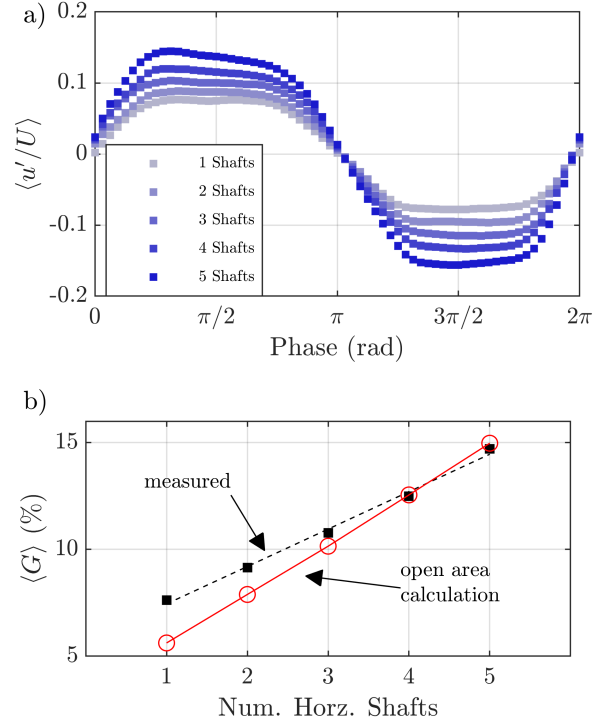 a)
0.2
0.1
0
-0.1
-0.2
⟨u′/U⟩
1 Shafts
2 Shafts
3 Shafts
4 Shafts
5 Shafts
0 π/2 π 3π/2 2π
Phase (rad)
b)
15
10
5
⟨G⟩ (%)
measured
open area
calculation
1 2 3 4 5
Num. Horz. Shafts